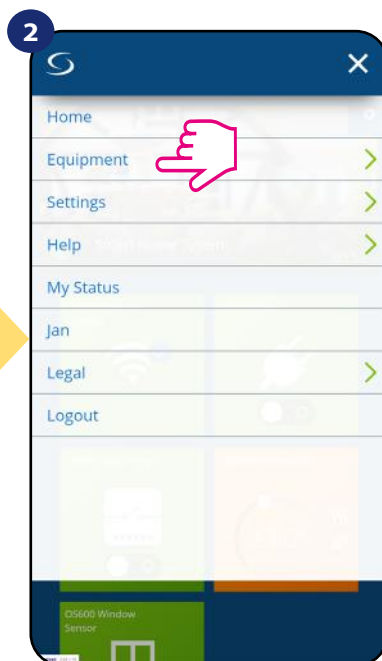 2
Home
Equipment
Settings
Help
My Status
Jan
Legal
Logout
OS600 Window
Sensor